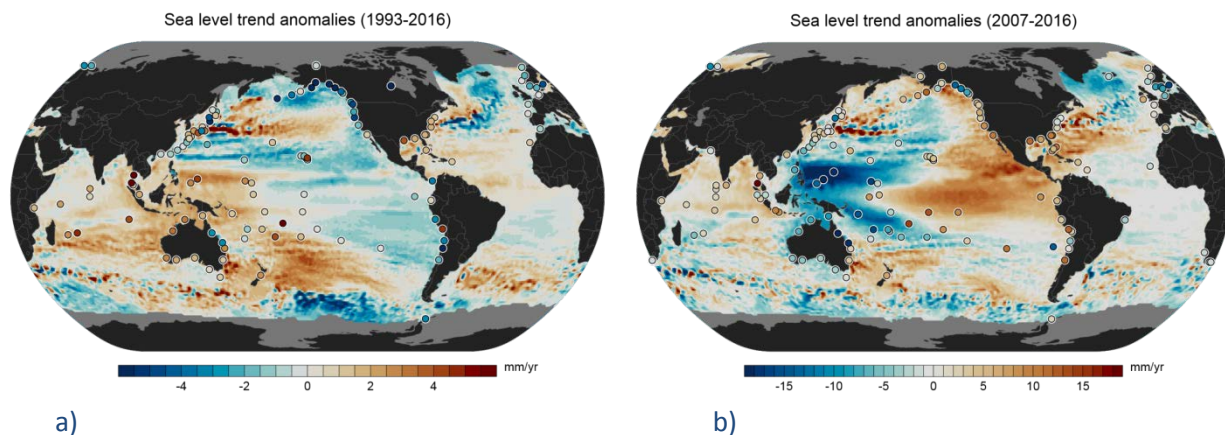 Sea level trend anomalies (1993-2016)
-4 -2 0 2 4 mm/yr
a)
Sea level trend anomalies (2007-2016)
-15 -10 -5 0 5 10 15 mm/yr
b)